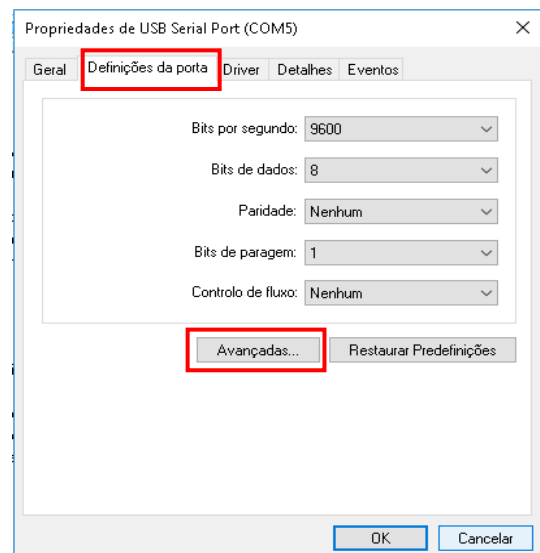 Propriedades de USB Serial Port (COM5)
Geral Definições da porta Driver Detalhes Eventos
Bits por segundo: 9600
Bits de dados: 8
Paridade: Nenhum
Bits de paragem: 1
Controlo de fluxo: Nenhum
Avançadas... Restaurar Predefinições
OK Cancelar